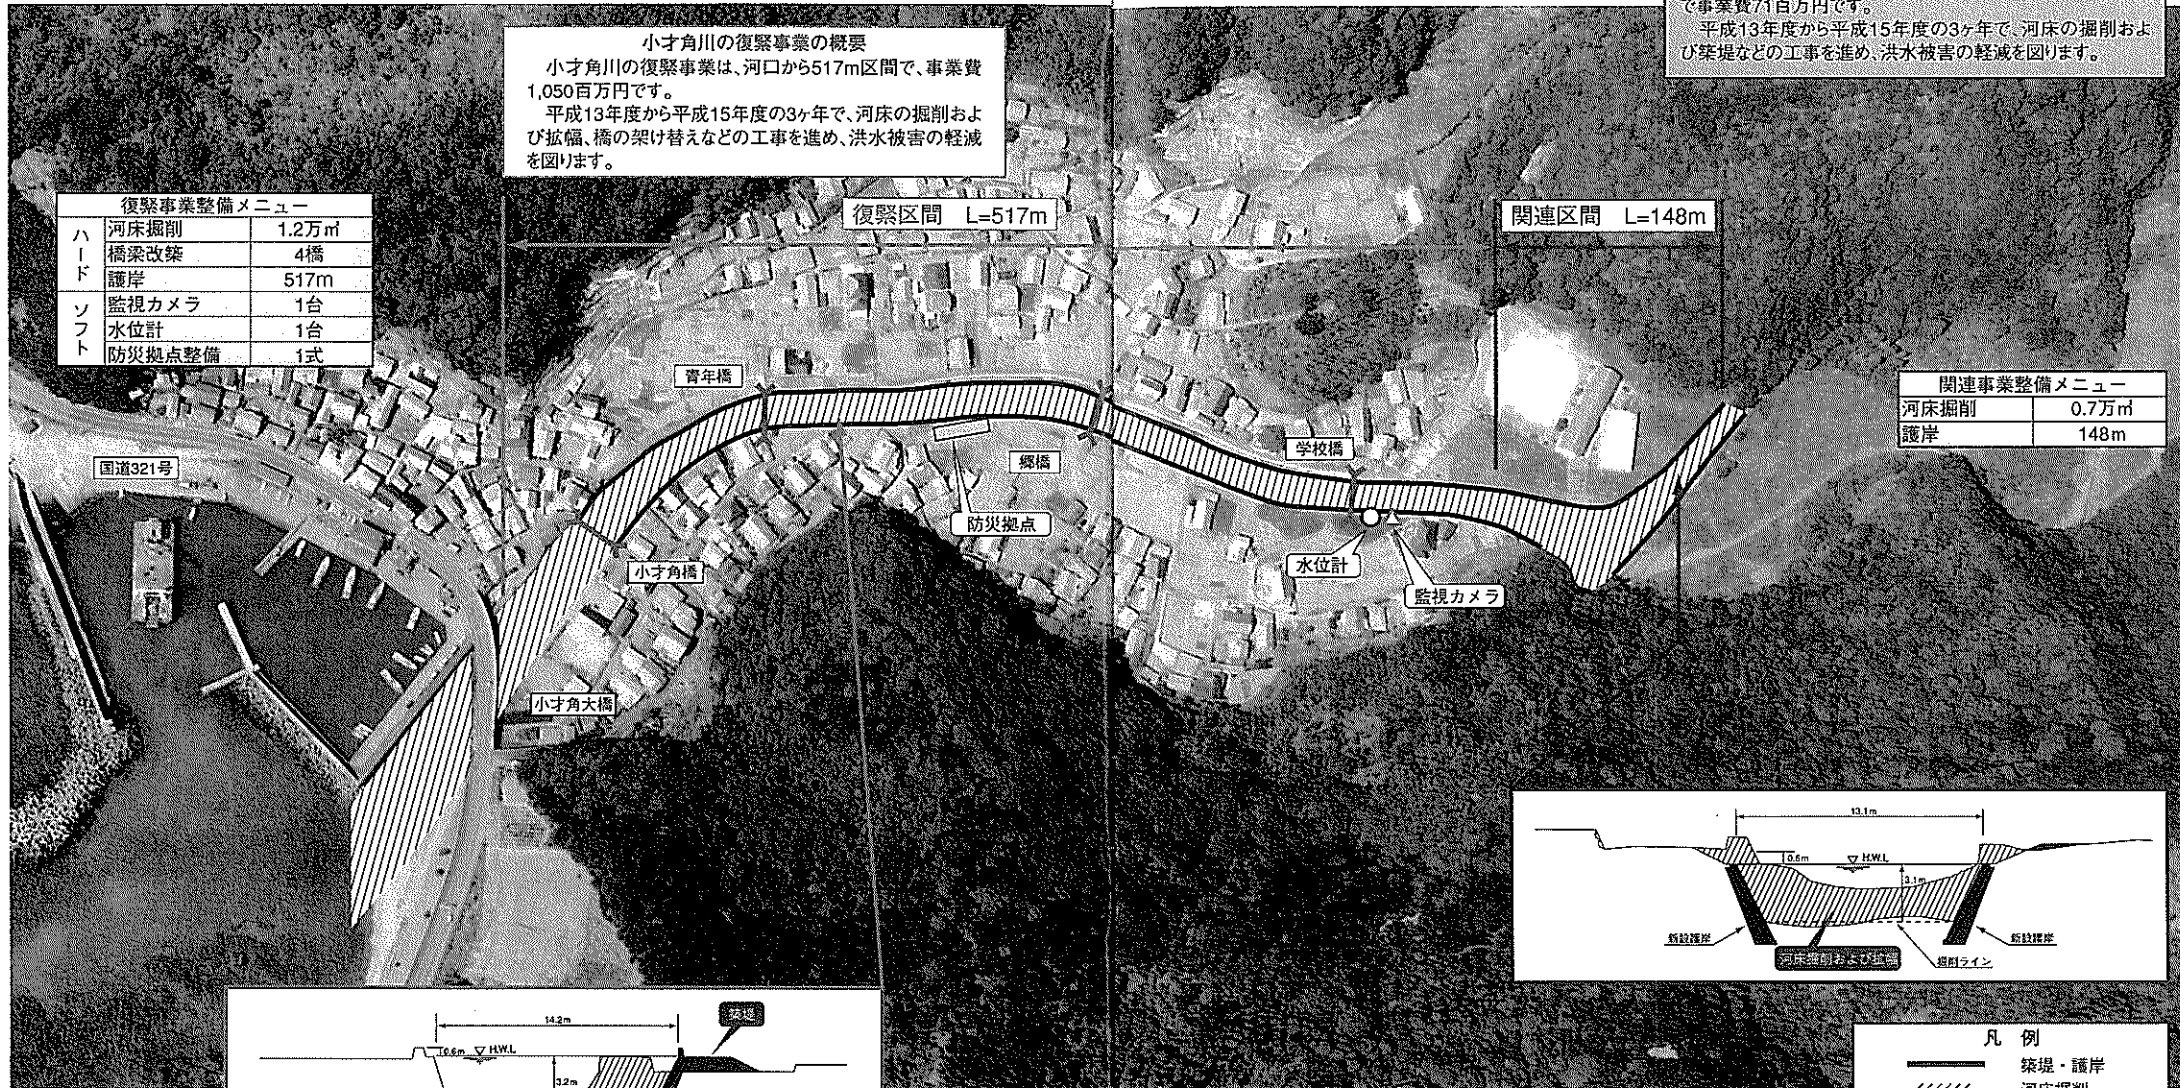 で事業費71百万円です。
平成13年度から平成15年度の3ヶ年で、河床の掘削およ
び築堤などの工事を進め、洪水被害の軽減を図ります。
小才角川の復緊事業の概要
小才角川の復緊事業は、河口から517m区間で、事業費
1,050百万円です。
平成13年度から平成15年度の3ヶ年で、河床の掘削およ
び拡幅、橋の架け替えなどの工事を進め、洪水被害の軽減
を図ります。
復緊事業整備メニュー
ハード
河床掘削 1.2万㎥
橋梁改築 4橋
護岸 517m
ソフト
監視カメラ 1台
水位計 1台
防災拠点整備 1式
復緊区間 L=517m
関連区間 L=148m
関連事業整備メニュー
河床掘削 0.7万㎥
護岸 148m
青年橋
国道321号
郷橋
学校橋
防災拠点
小才角橋
水位計
監視カメラ
小才角大橋
13.1m
0.6m
H.W.L
3.1m
新設護岸
河床掘削および拡幅
掘削ライン
新設護岸
14.2m
築堤
0.6m
H.W.L
3.2m
凡例
築堤・護岸
河床掘削